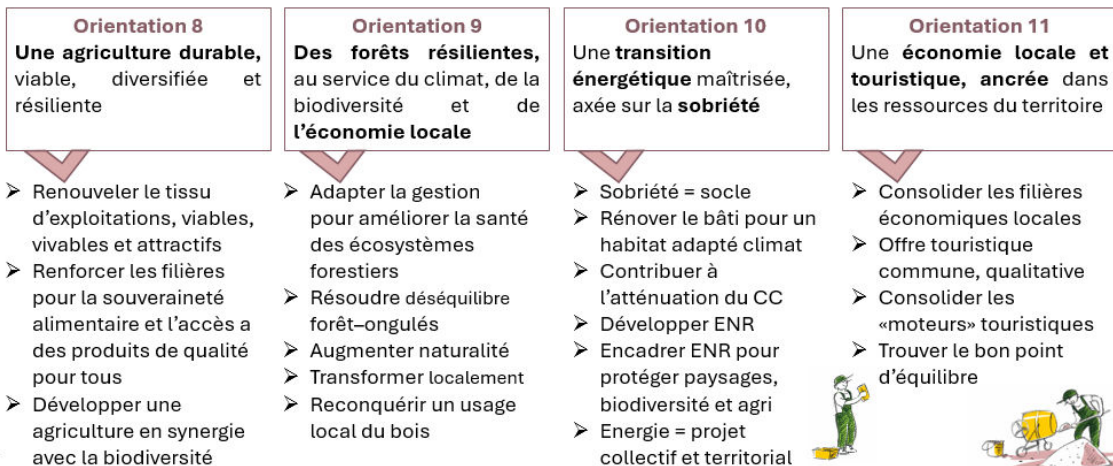 Orientation 8
Une agriculture durable,
viable, diversifiée et
résiliente
➢ Renouveler le tissu
d’exploitations, viables,
vivables et attractifs
➢ Renforcer les filières
pour la souveraineté
alimentaire et l’accès a
des produits de qualité
pour tous
➢ Développer une
agriculture en synergie
avec la biodiversité
Orientation 9
Des forêts résilientes,
au service du climat, de la
biodiversité et de
l’économie locale
➢ Adapter la gestion
pour améliorer la santé
des écosystèmes
forestiers
➢ Résoudre déséquilibre
forêt–ongulés
➢ Augmenter naturalité
➢ Transformer localement
➢ Reconquérir un usage
local du bois
Orientation 10
Une transition
énergétique maîtrisée,
axée sur la sobriété
➢ Sobriété = socle
➢ Rénover le bâti pour un
habitat adapté climat
➢ Contribuer à
l’atténuation du CC
➢ Développer ENR
➢ Encadrer ENR pour
protéger paysages,
biodiversité et agri
➢ Energie = projet
collectif et territorial
Orientation 11
Une économie locale et
touristique, ancrée dans
les ressources du territoire
➢ Consolider les filières
économiques locales
➢ Offre touristique
commune, qualitative
➢ Consolider les
«moteurs» touristiques
➢ Trouver le bon point
d’équilibre